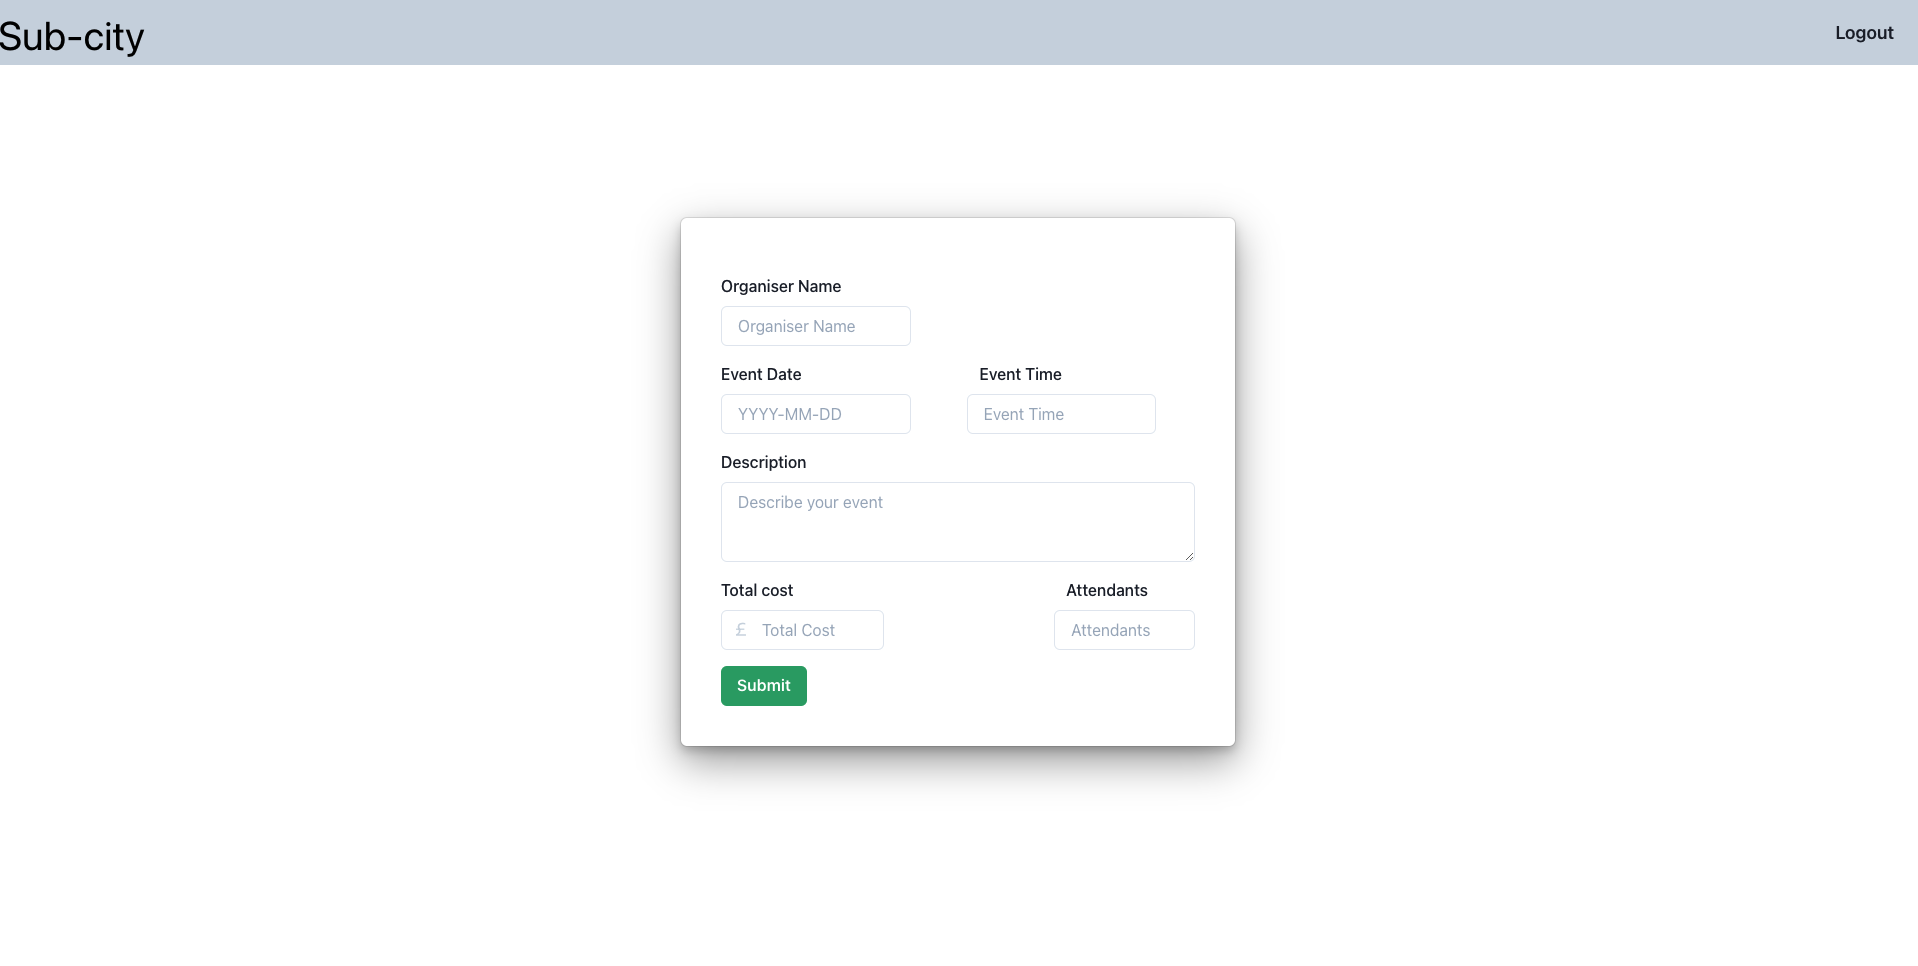 Sub-city
Logout
Organiser Name
Organiser Name
Event Date
Event Time
YYYY-MM-DD
Event Time
Description
Describe your event
Total cost
Attendants
£ Total Cost
Attendants
Submit